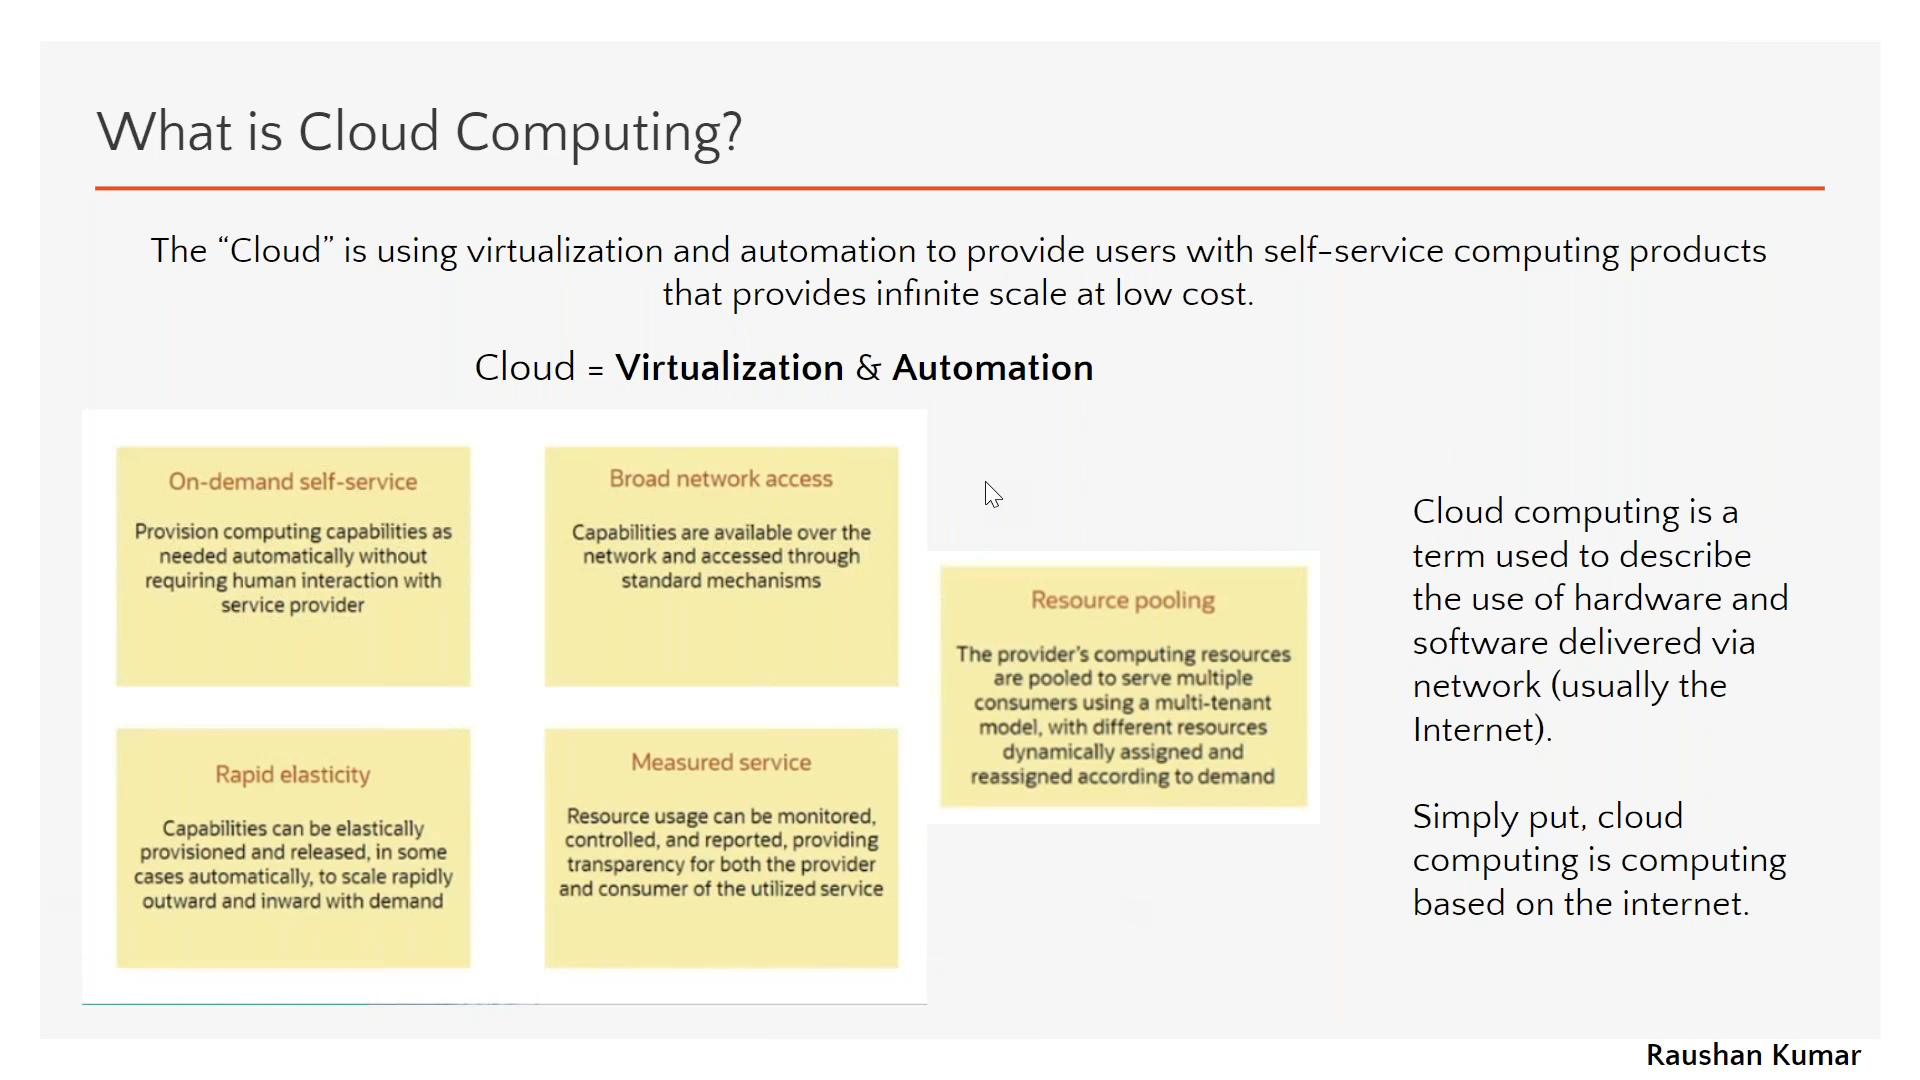 What is Cloud Computing?
The “Cloud” is using virtualization and automation to provide users with self-service computing products
that provides infinite scale at low cost.
Cloud = Virtualization & Automation
On-demand self-service
Provision computing capabilities as
needed automatically without
requiring human interaction with
service provider
Broad network access
Capabilities are available over the
network and accessed through
standard mechanisms
Rapid elasticity
Capabilities can be elastically
provisioned and released, in some
cases automatically, to scale rapidly
outward and inward with demand
Measured service
Resource usage can be monitored,
controlled, and reported, providing
transparency for both the provider
and consumer of the utilized service
Resource pooling
The provider’s computing resources
are pooled to serve multiple
consumers using a multi-tenant
model, with different resources
dynamically assigned and
reassigned according to demand
Cloud computing is a
term used to describe
the use of hardware and
software delivered via
network (usually the
Internet).
Simply put, cloud
computing is computing
based on the internet.
Raushan Kumar